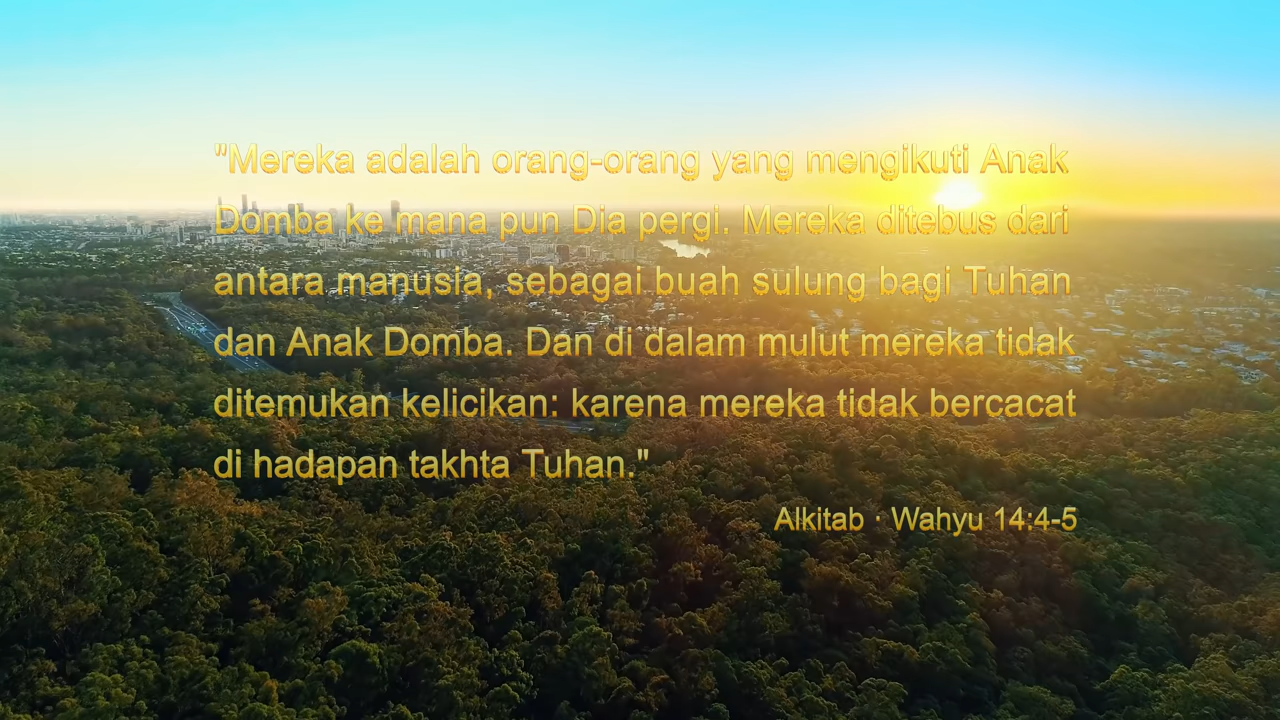 "Mereka adalah orang-orang yang mengikuti Anak
Domba ke mana pun Dia pergi. Mereka ditebus dari
antara manusia, sebagai buah sulung bagi Tuhan
dan Anak Domba. Dan di dalam mulut mereka tidak
ditemukan kelicikan: karena mereka tidak bercacat
di hadapan takhta Tuhan."
Alkitab · Wahyu 14:4-5